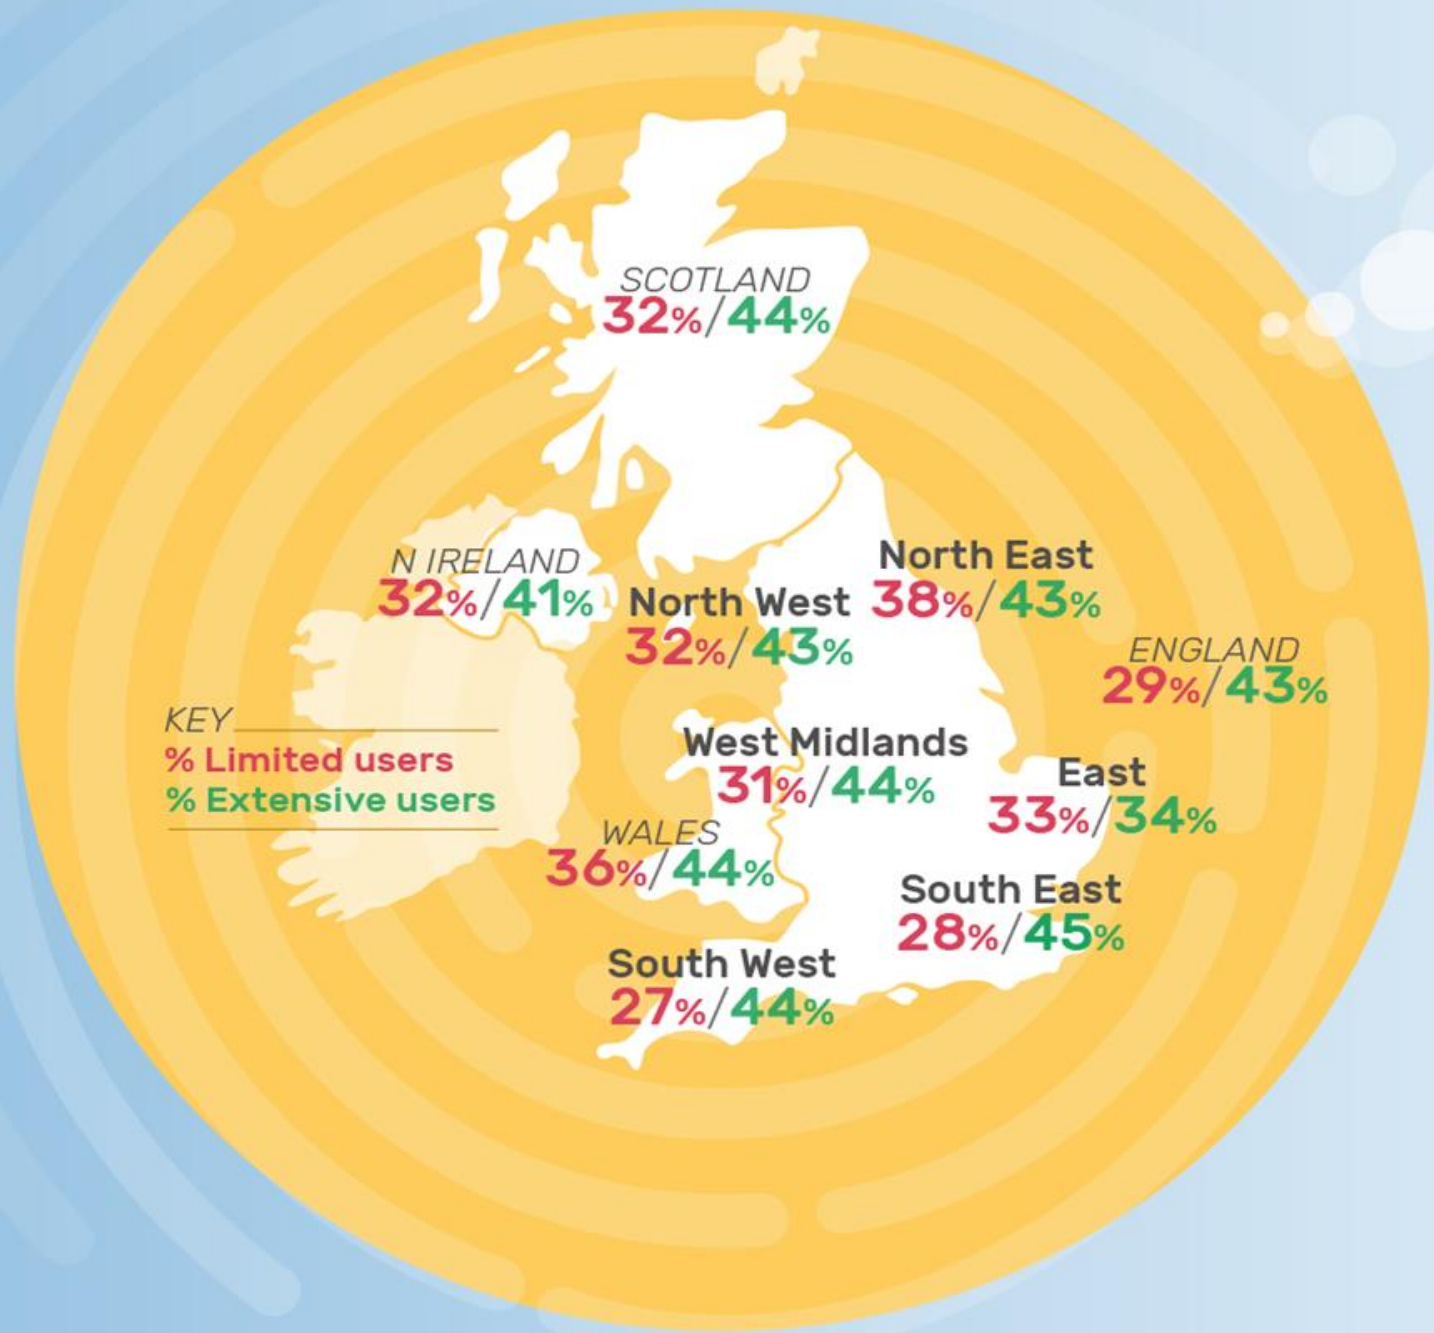 SCOTLAND
32%/44%
N IRELAND
32%/41%
North West
32%/43%
North East
38%/43%
ENGLAND
29%/43%
KEY
% Limited users
% Extensive users
West Midlands
31%/44%
East
33%/34%
WALES
36%/44%
South East
28%/45%
South West
27%/44%